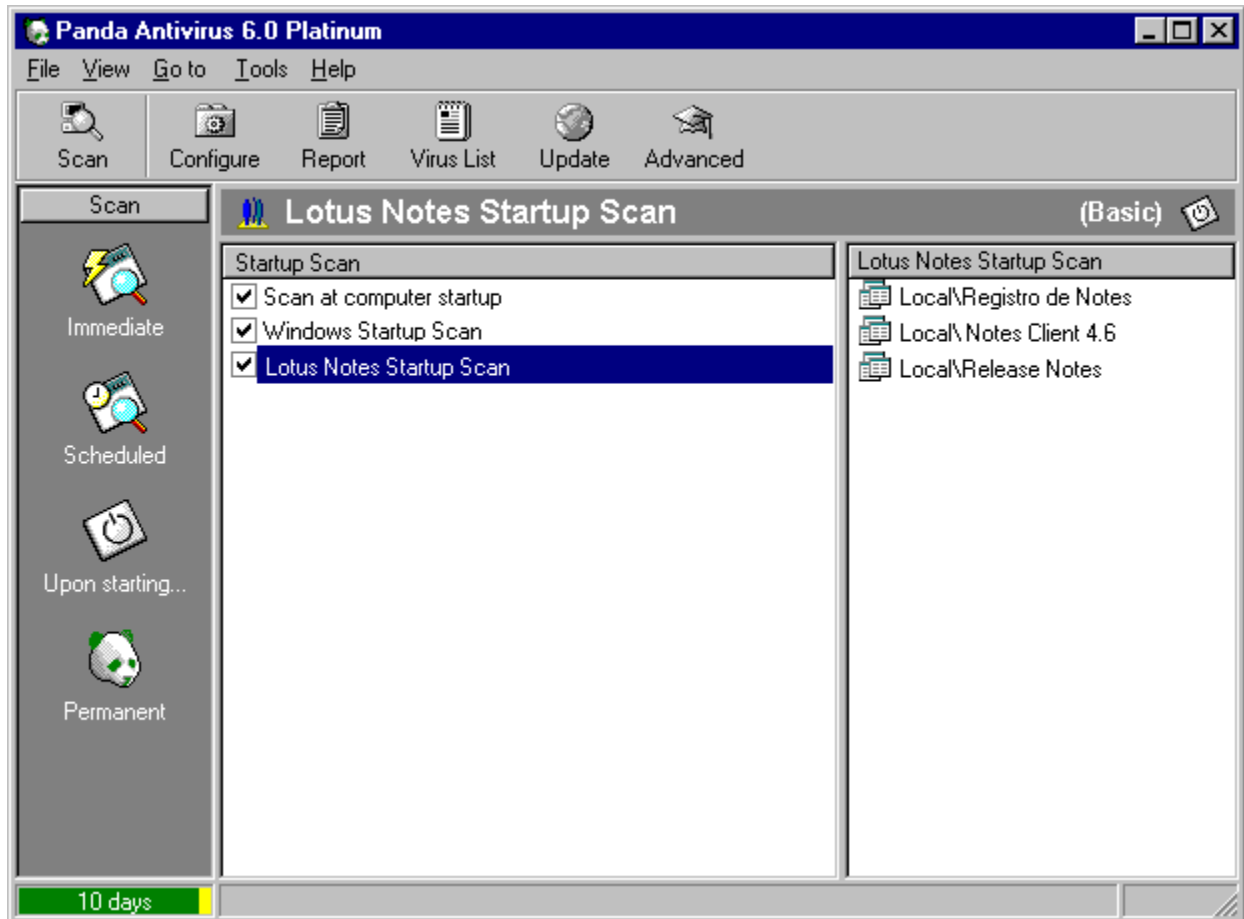 Panda Antivirus 6.0 Platinum
File View Go to Tools Help
Scan Configure Report Virus List Update Advanced
Scan
Immediate
Scheduled
Upon starting...
Permanent
Lotus Notes Startup Scan (Basic)
Startup Scan
Scan at computer startup
Windows Startup Scan
Lotus Notes Startup Scan
Lotus Notes Startup Scan
Local\Registro de Notes
Local\ Notes Client 4.6
Local\Release Notes
10 days